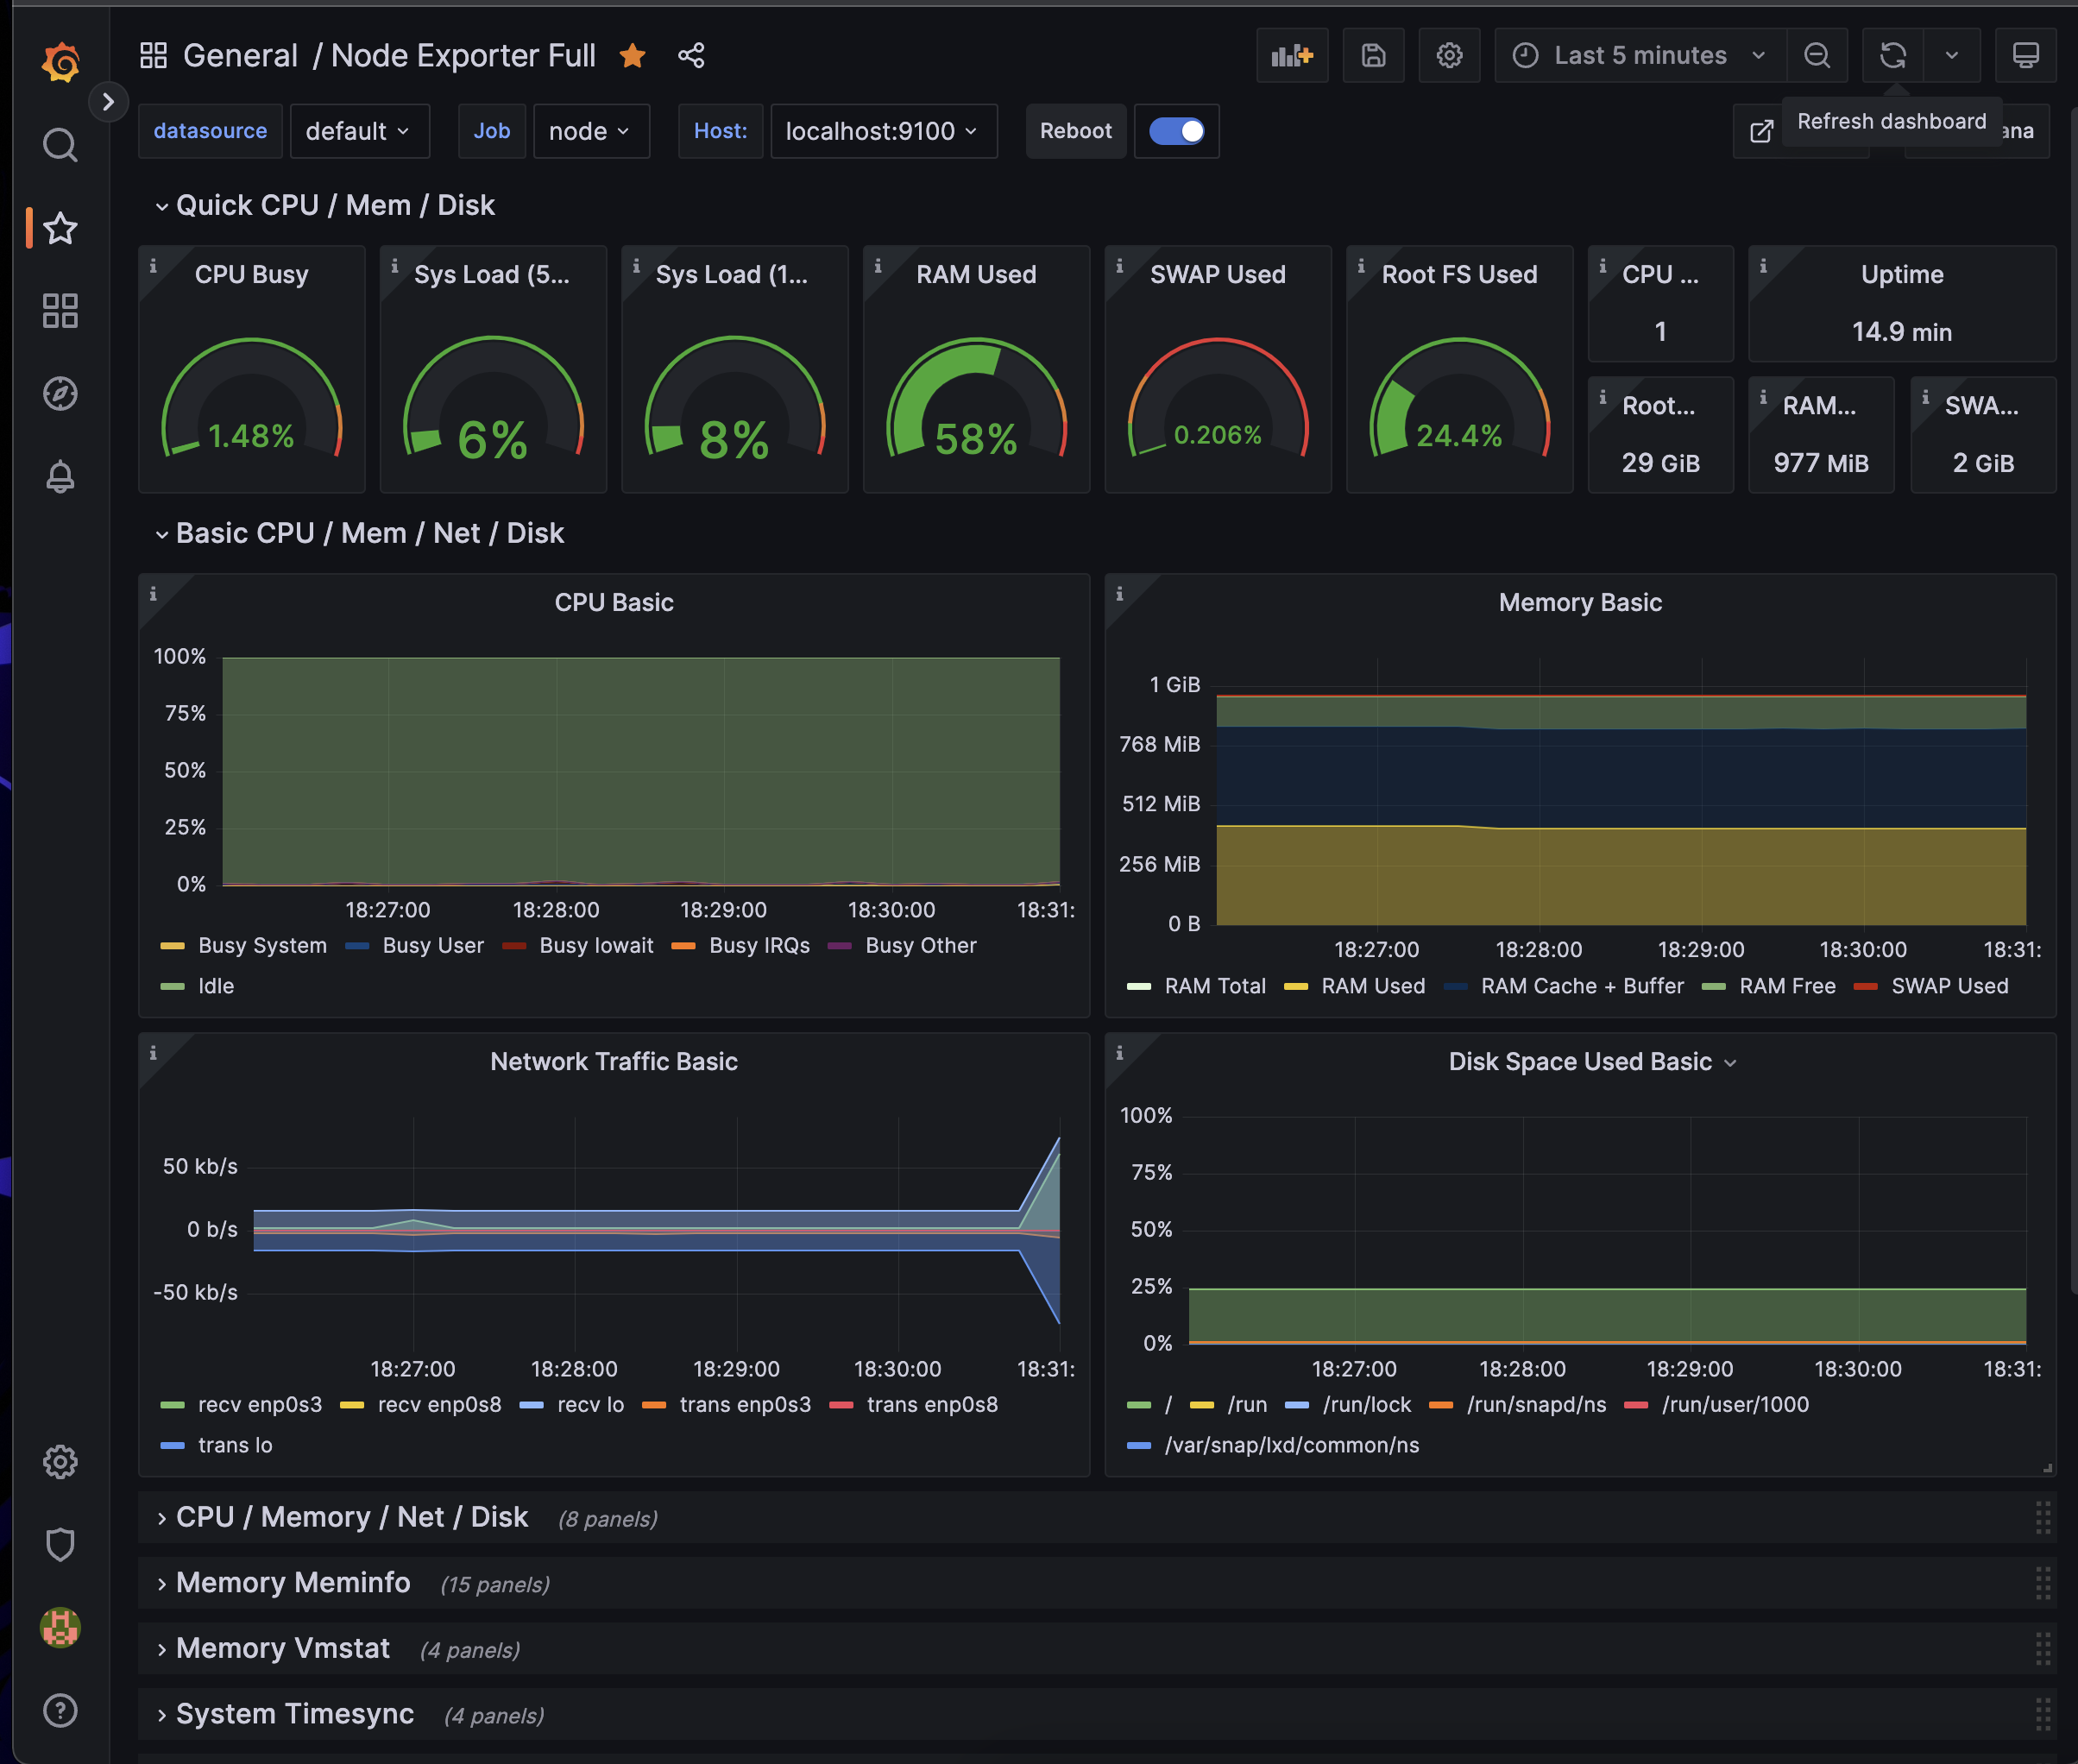 General / Node Exporter Full
Last 5 minutes
datasource default Job node Host: localhost:9100 Reboot
Refresh dashboard
ana
Quick CPU / Mem / Disk
CPU Busy
1.48%
Sys Load (5...
6%
Sys Load (1...
8%
RAM Used
58%
SWAP Used
0.206%
Root FS Used
24.4%
CPU ...
1
Uptime
14.9 min
Root...
29 GiB
RAM...
977 MiB
SWA...
2 GiB
Basic CPU / Mem / Net / Disk
CPU Basic
100%
75%
50%
25%
0%
18:27:00 18:28:00 18:29:00 18:30:00 18:31:
Busy System Busy User Busy Iowait Busy IRQs Busy Other
Idle
Memory Basic
1 GiB
768 MiB
512 MiB
256 MiB
0 B
18:27:00 18:28:00 18:29:00 18:30:00 18:31:
RAM Total RAM Used RAM Cache + Buffer RAM Free SWAP Used
Network Traffic Basic
50 kb/s
0 b/s
-50 kb/s
18:27:00 18:28:00 18:29:00 18:30:00 18:31:
recv enp0s3 recv enp0s8 recv lo trans enp0s3 trans enp0s8
trans lo
Disk Space Used Basic
100%
75%
50%
25%
0%
18:27:00 18:28:00 18:29:00 18:30:00 18:31:
/ /run /run/lock /run/snapd/ns /run/user/1000
/var/snap/lxd/common/ns
CPU / Memory / Net / Disk (8 panels)
Memory Meminfo (15 panels)
Memory Vmstat (4 panels)
System Timesync (4 panels)